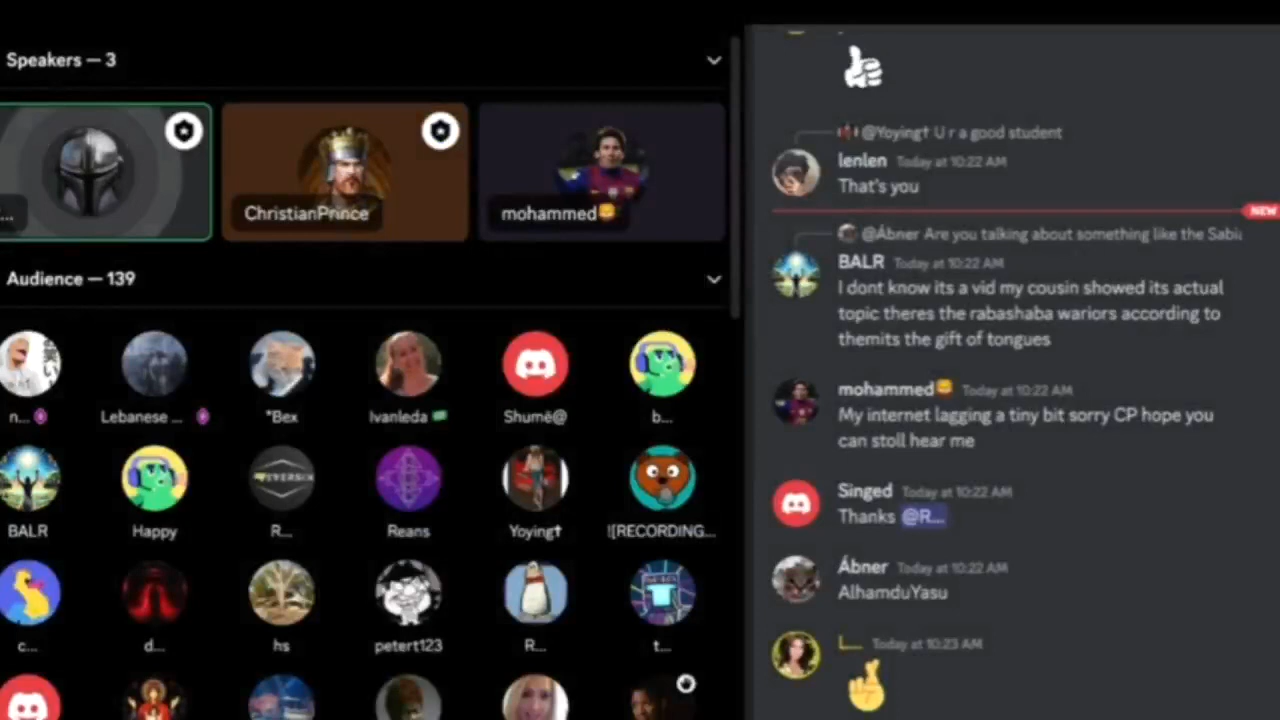 Speakers — 3
...
ChristianPrince
mohammed
Audience — 139
n...
Lebanese ...
*Bex
Ivanleda
Shumë@
b...
BALR
Happy
R...
Reans
Yoying†
![RECORDING...
c...
d...
hs
petert123
R...
t...
@Yoying† U r a good student
lenlen Today at 10:22 AM
That's you
NEW
@Ábner Are you talking about something like the Sabi
BALR Today at 10:22 AM
I dont know its a vid my cousin showed its actual
topic theres the rabashaba wariors according to
themits the gift of tongues
mohammed Today at 10:22 AM
My internet lagging a tiny bit sorry CP hope you
can stoll hear me
Singed Today at 10:22 AM
Thanks @R...
Ábner Today at 10:22 AM
AlhamduYasu
L... Today at 10:23 AM